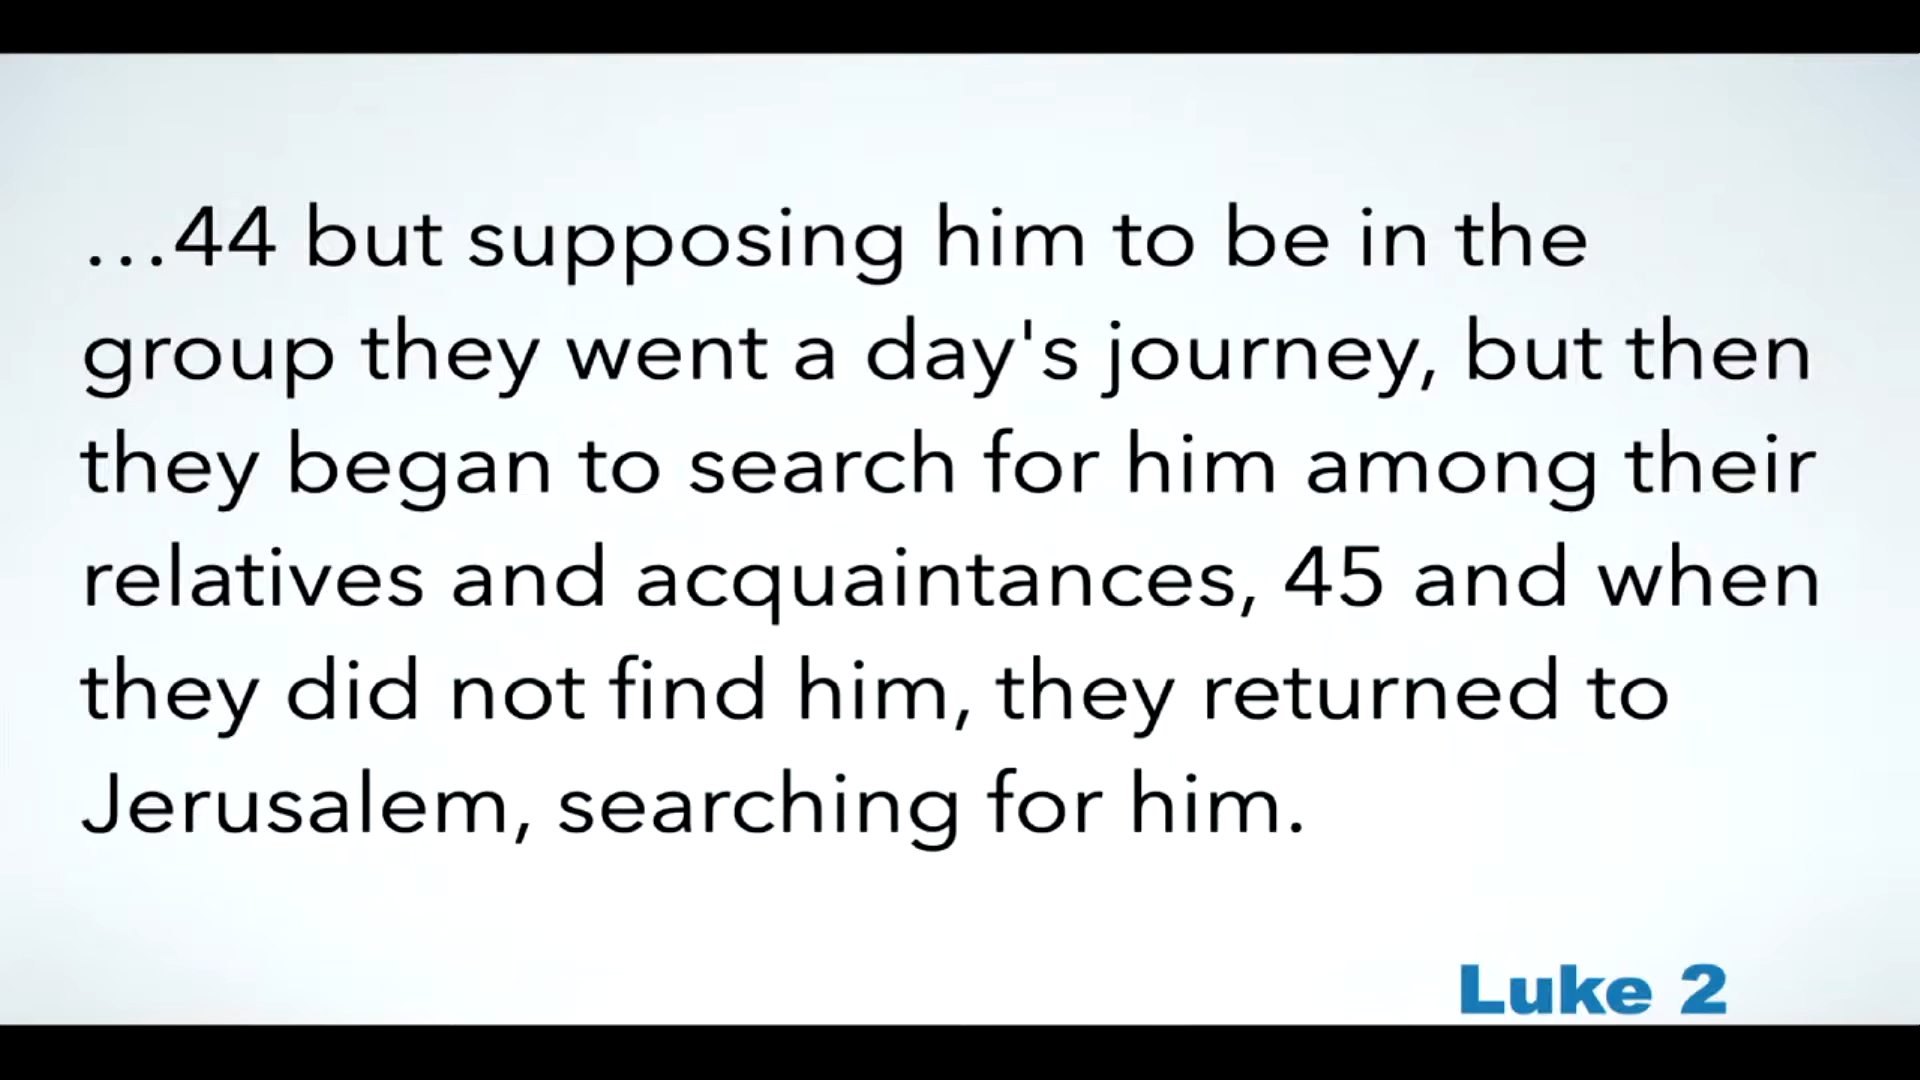 …44 but supposing him to be in the
group they went a day's journey, but then
they began to search for him among their
relatives and acquaintances, 45 and when
they did not find him, they returned to
Jerusalem, searching for him.
Luke 2